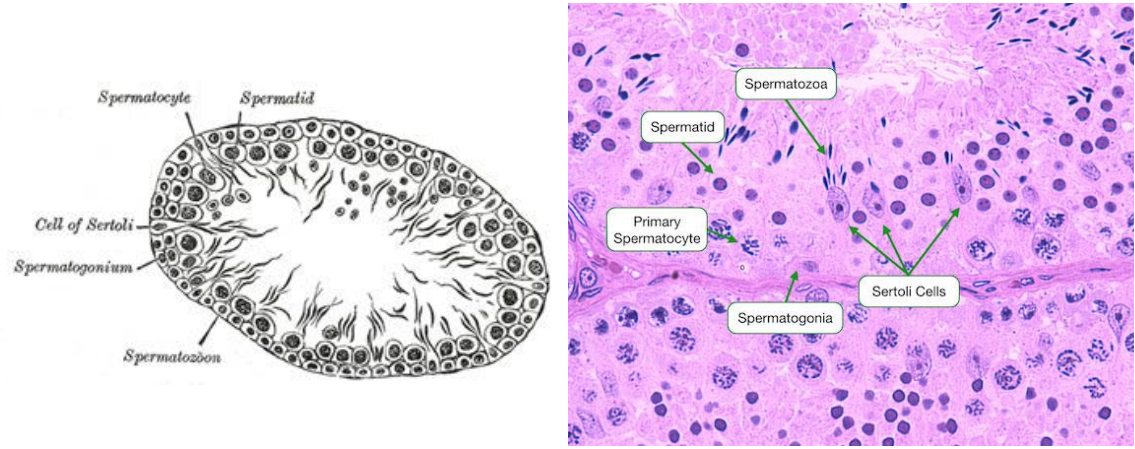 Spermatocyte
Spermatid
Cell of Sertoli
Spermatogonium
Spermatozöon
Spermatozoa
Spermatid
Primary
Spermatocyte
Sertoli Cells
Spermatogonia